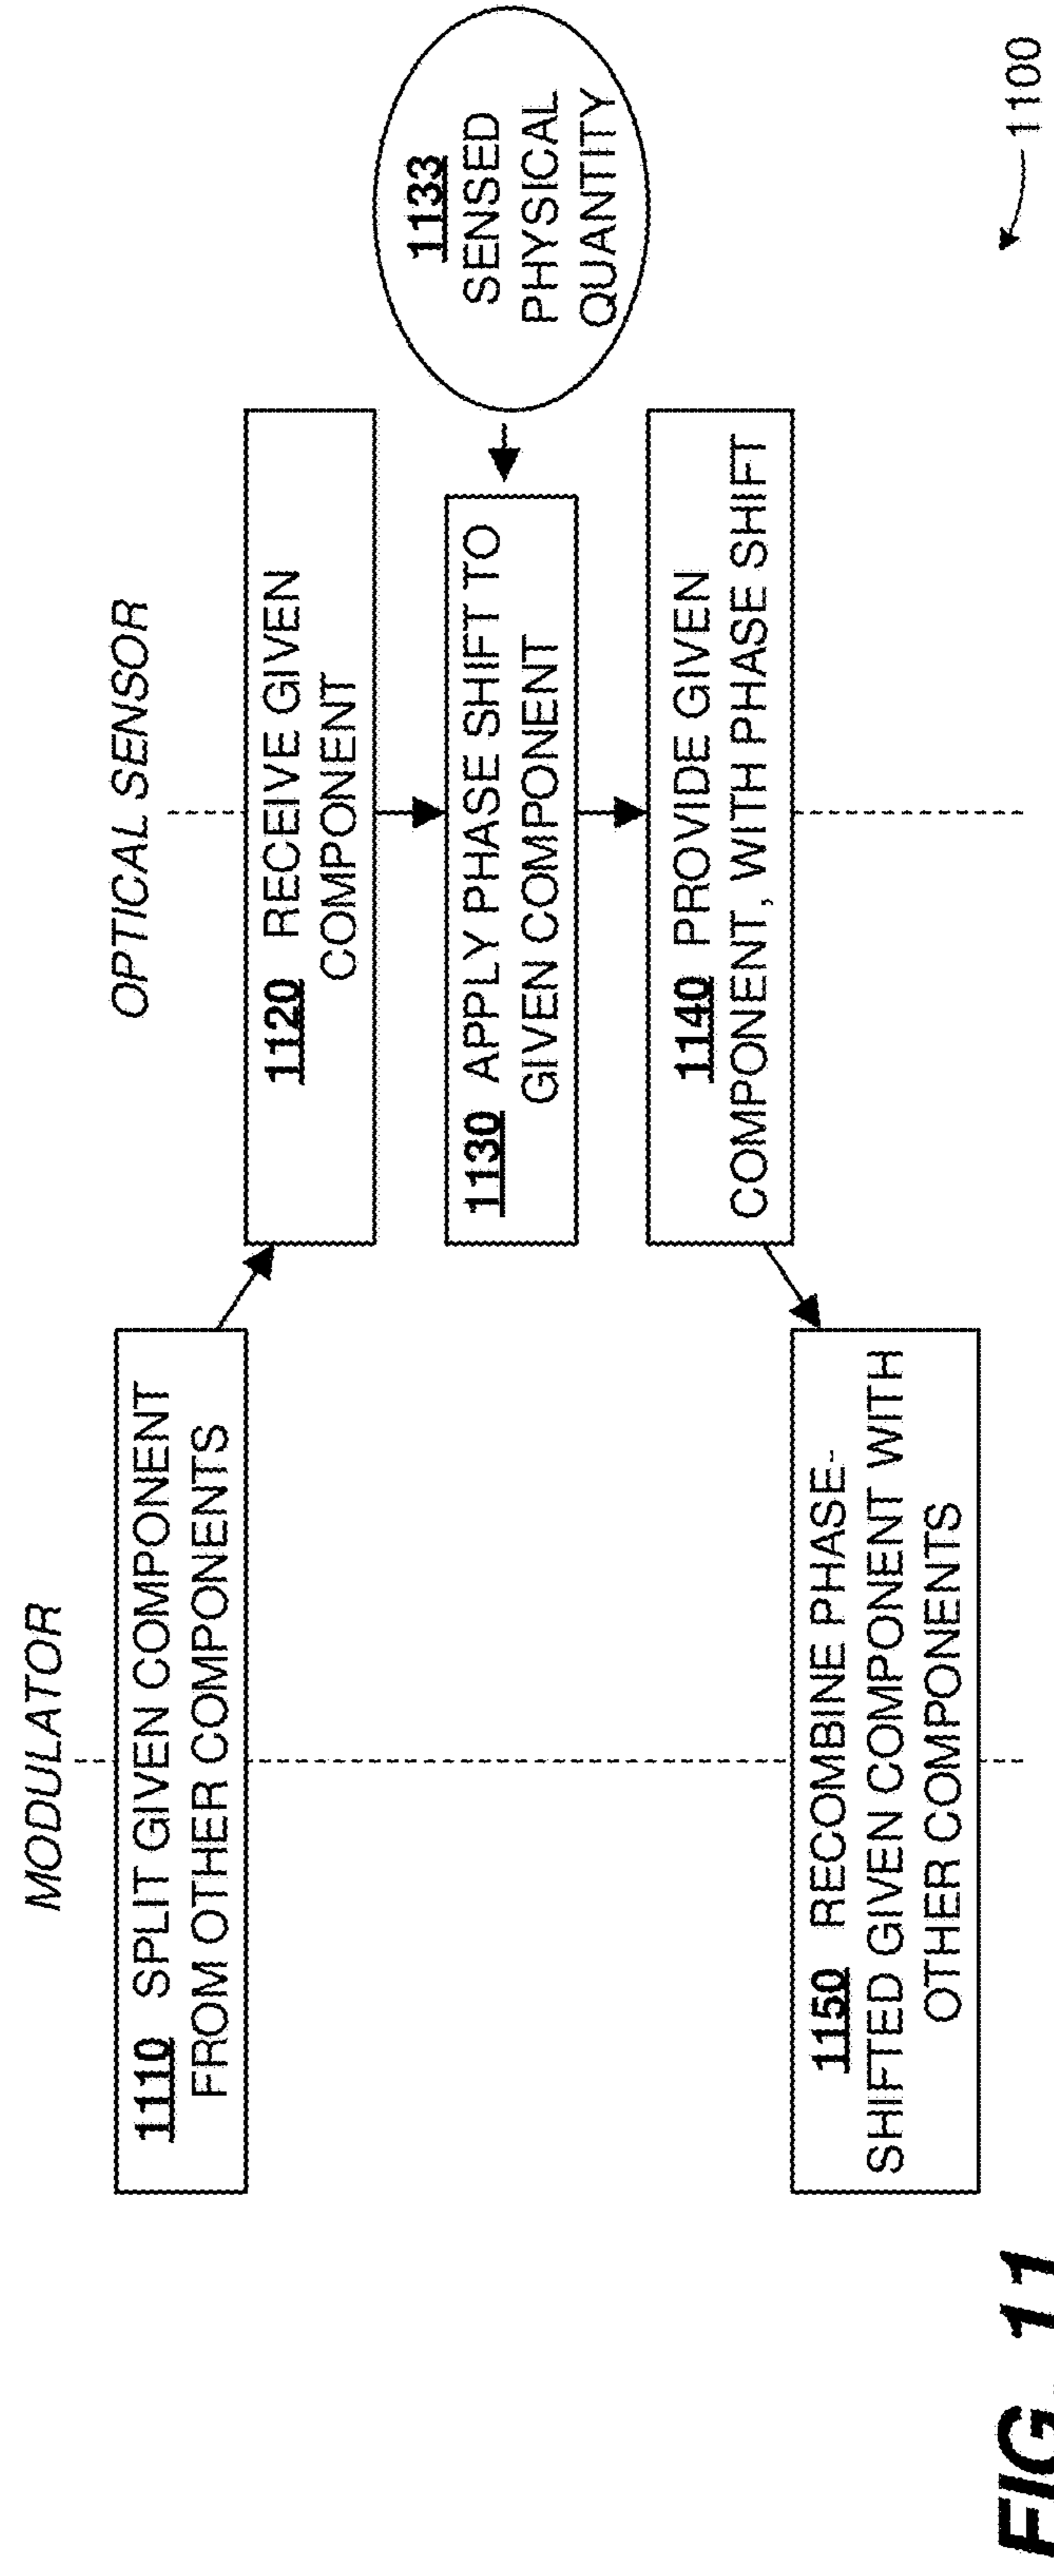 MODULATOR
OPTICAL SENSOR
1110 SPLIT GIVEN COMPONENT
FROM OTHER COMPONENTS
1120 RECEIVE GIVEN
COMPONENT
1130 APPLY PHASE SHIFT TO
GIVEN COMPONENT
1133
SENSED
PHYSICAL
QUANTITY
1140 PROVIDE GIVEN
COMPONENT, WITH PHASE SHIFT
1150 RECOMBINE PHASE-
SHIFTED GIVEN COMPONENT WITH
OTHER COMPONENTS
1100
FIG. 11